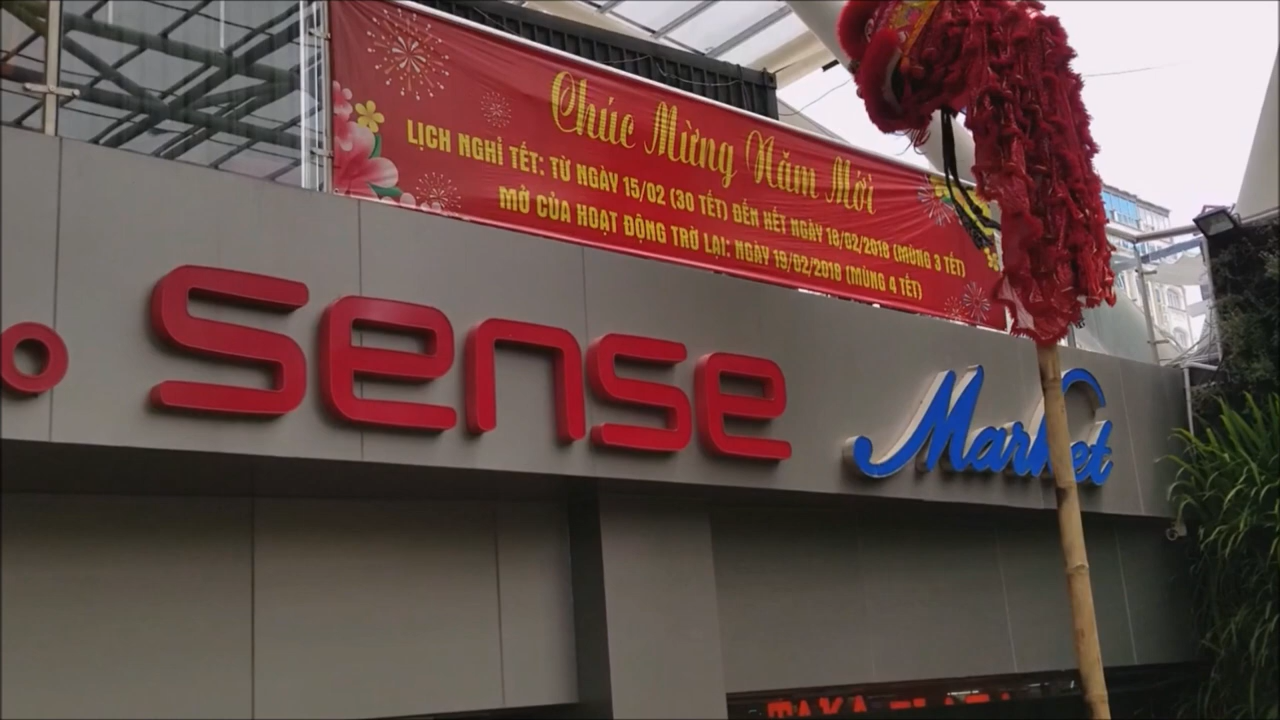 Chúc Mừng Năm Mới
LỊCH NGHỈ TẾT: TỪ NGÀY 15/02 (30 TẾT) ĐẾN HẾT NGÀY 18/02/2018 (MÙNG 3 TẾT)
MỞ CỬA HOẠT ĐỘNG TRỞ LẠI: NGÀY 19/02/2018 (MÙNG 4 TẾT)
sense Market
TAKA